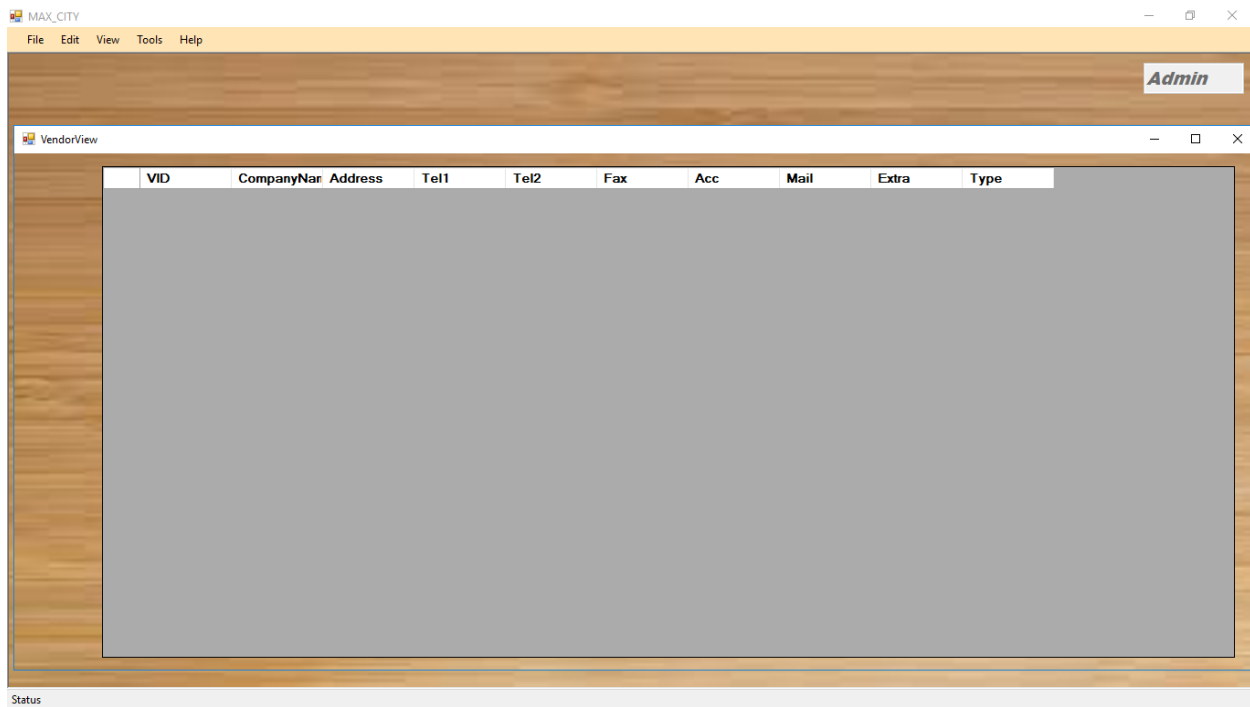 MAX_CITY
File Edit View Tools Help
Admin
VendorView
VID CompanyNar Address Tel1 Tel2 Fax Acc Mail Extra Type
Status